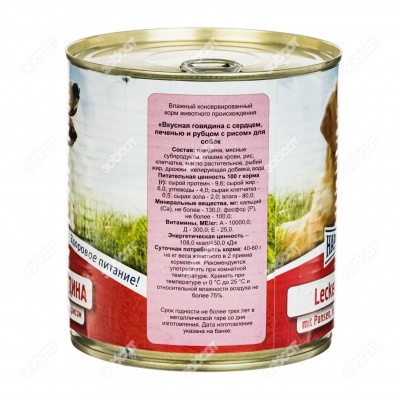 Влажный консервированный
корм животного происхождения
«Вкусная говядина с сердцем,
печенью и рубцом с рисом» для
собак
Состав: говядина, мясные
субпродукты, плазма крови, рис,
клетчатка, масло растительное, рыбий
жир, дрожжи, желирующая добавка, вода.
Питательная ценность 100 г корма
(г): сырой протеин - 9,6; сырой жир -
6,0, углеводы - 4,0; сырая клетчатка -
0,5; сырая зола - 2,0; влага - 80,0.
Минеральные вещества, мг: кальций
(Са), не более - 130,0; фосфор (Р),
не более - 100,0;
Витамины, МЕ/кг: А - 10000,0;
Д - 300,0; Е - 25,0.
Энергетическая ценность –
108,0 ккал/450,0 кДж
Суточная потребность корма: 40-60 г
на кг веса животного в 2 приема
кормления. Рекомендуется
употреблять при комнатной
температуре. Хранить при
температуре от 0 °С до 25 °С и
относительной влажности воздуха не
более 75%.
Срок годности не более трех лет в
металлической таре со дня
изготовления. Дата изготовления
указана на банке.
Здоровое питание!
ДИНА
рисом
HAP
Lecke
mit Pansen,